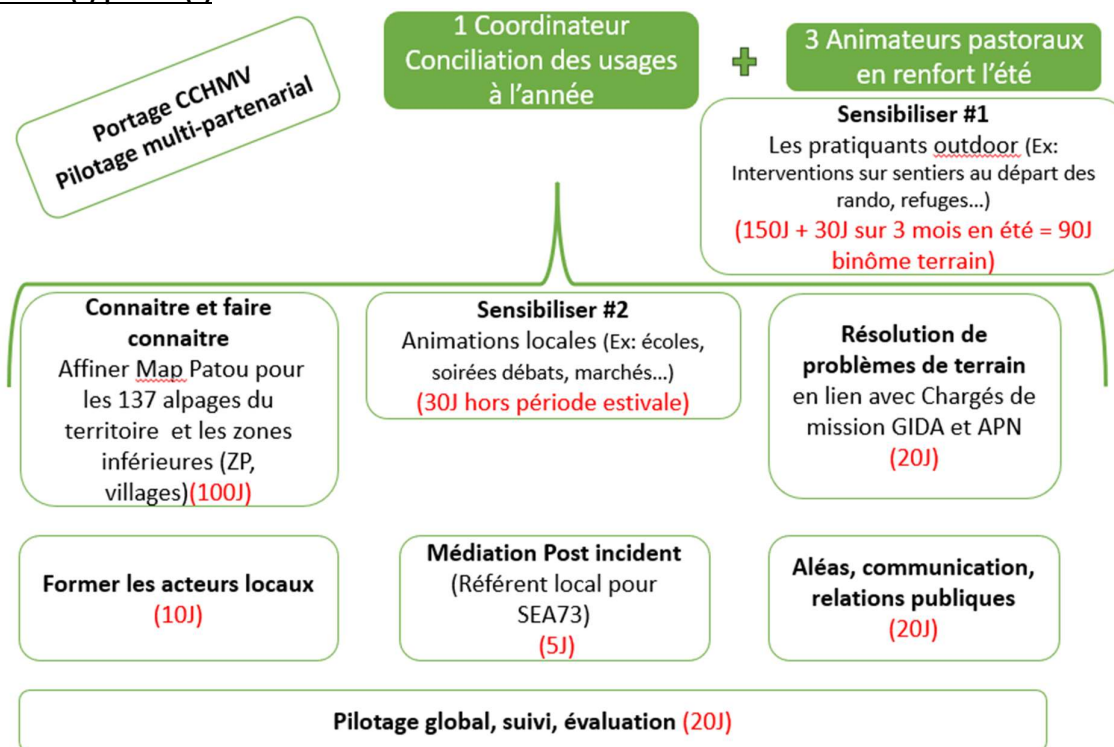 Portage CCHMV
Pilotage multi-partenarial
1 Coordinateur
Conciliation des usages
à l'année
3 Animateurs pastoraux
en renfort l'été
Sensibiliser #1
Les pratiquants outdoor (Ex:
Interventions sur sentiers au départ des
rando, refuges...)
(150J + 30J sur 3 mois en été = 90J
binôme terrain)
Connaitre et faire
connaitre
Affiner Map Patou pour
les 137 alpages du
territoire et les zones
inférieures (ZP,
villages)(100J)
Sensibiliser #2
Animations locales (Ex: écoles,
soirées débats, marchés...)
(30J hors période estivale)
Résolution de
problèmes de terrain
en lien avec Chargés de
mission GIDA et APN
(20J)
Former les acteurs locaux
(10J)
Médiation Post incident
(Référent local pour
SEA73)
(5J)
Aléas, communication,
relations publiques
(20J)
Pilotage global, suivi, évaluation (20J)